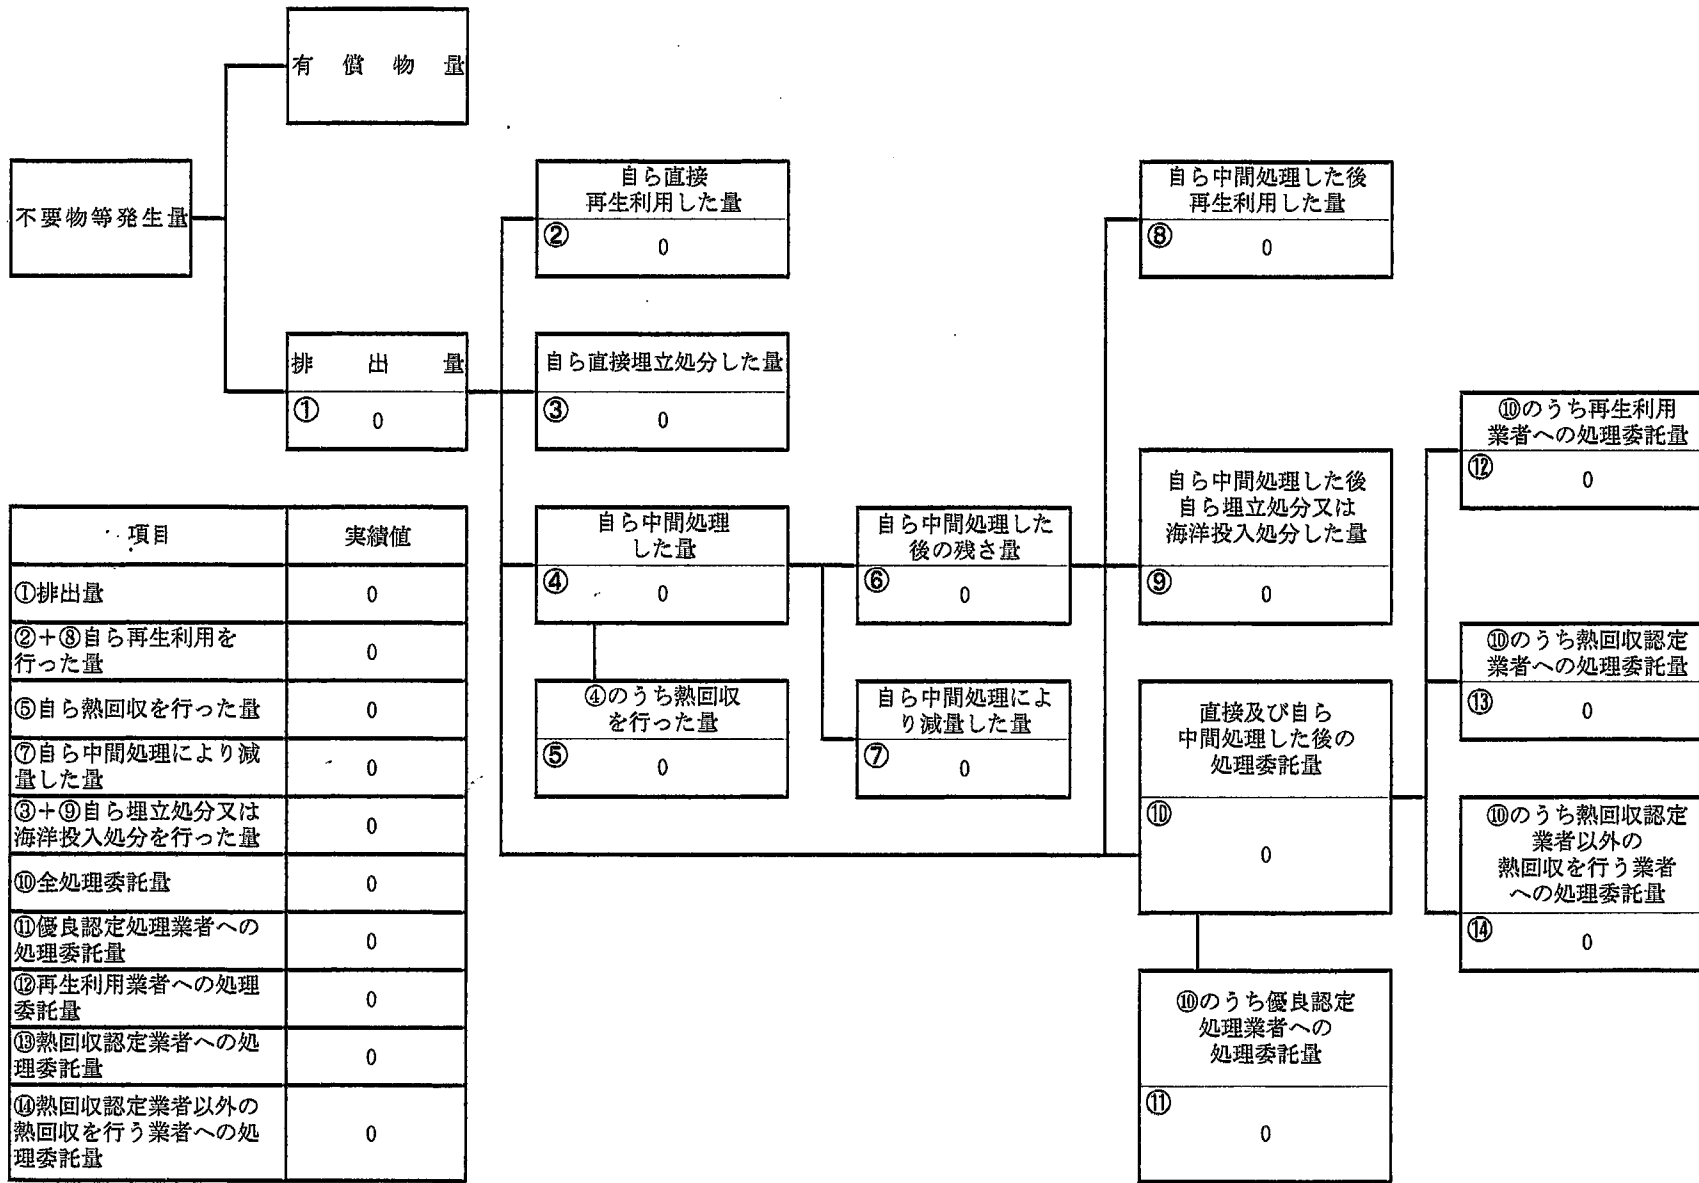 有償物量
不要物等発生量
排出量
① 0
自ら直接
再生利用した量
② 0
自ら直接埋立処分した量
③ 0
自ら中間処理
した量
④ 0
④のうち熱回収
を行った量
⑤ 0
自ら中間処理した
後の残さ量
⑥ 0
自ら中間処理によ
り減量した量
⑦ 0
自ら中間処理した後
再生利用した量
⑧ 0
自ら中間処理した後
自ら埋立処分又は
海洋投入処分した量
⑨ 0
直接及び自ら
中間処理した後の
処理委託量
⑩
0
⑩のうち優良認定
処理業者への
処理委託量
⑪
0
⑩のうち再生利用
業者への処理委託量
⑫ 0
⑩のうち熱回収認定
業者への処理委託量
⑬ 0
⑩のうち熱回収認定
業者以外の
熱回収を行う業者
への処理委託量
⑭ 0
項目 実績値
①排出量 0
②+⑧自ら再生利用を
行った量 0
⑤自ら熱回収を行った量 0
⑦自ら中間処理により減
量した量 0
③+⑨自ら埋立処分又は
海洋投入処分を行った量 0
⑩全処理委託量 0
⑪優良認定処理業者への
処理委託量 0
⑫再生利用業者への処理
委託量 0
⑬熱回収認定業者への処
理委託量 0
⑭熱回収認定業者以外の
熱回収を行う業者への処
理委託量 0